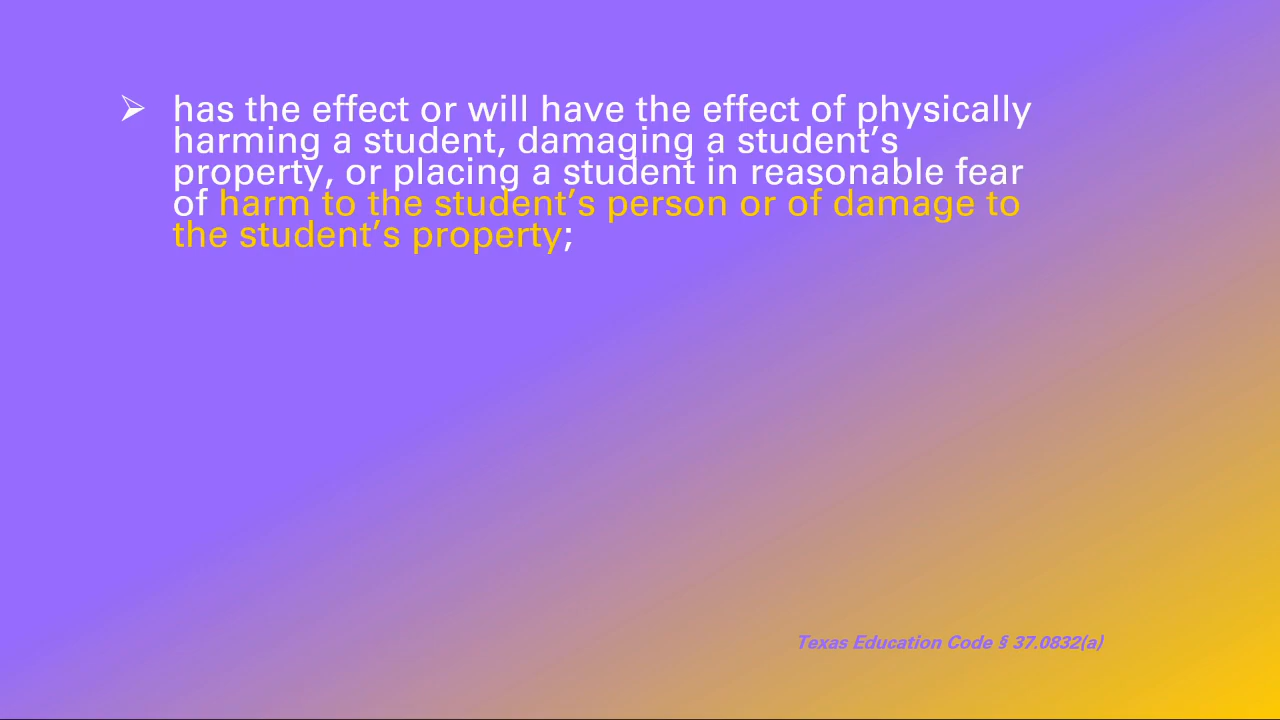 ➢ has the effect or will have the effect of physically
harming a student, damaging a student’s
property, or placing a student in reasonable fear
of harm to the student’s person or of damage to
the student’s property;
Texas Education Code § 37.0832(a)